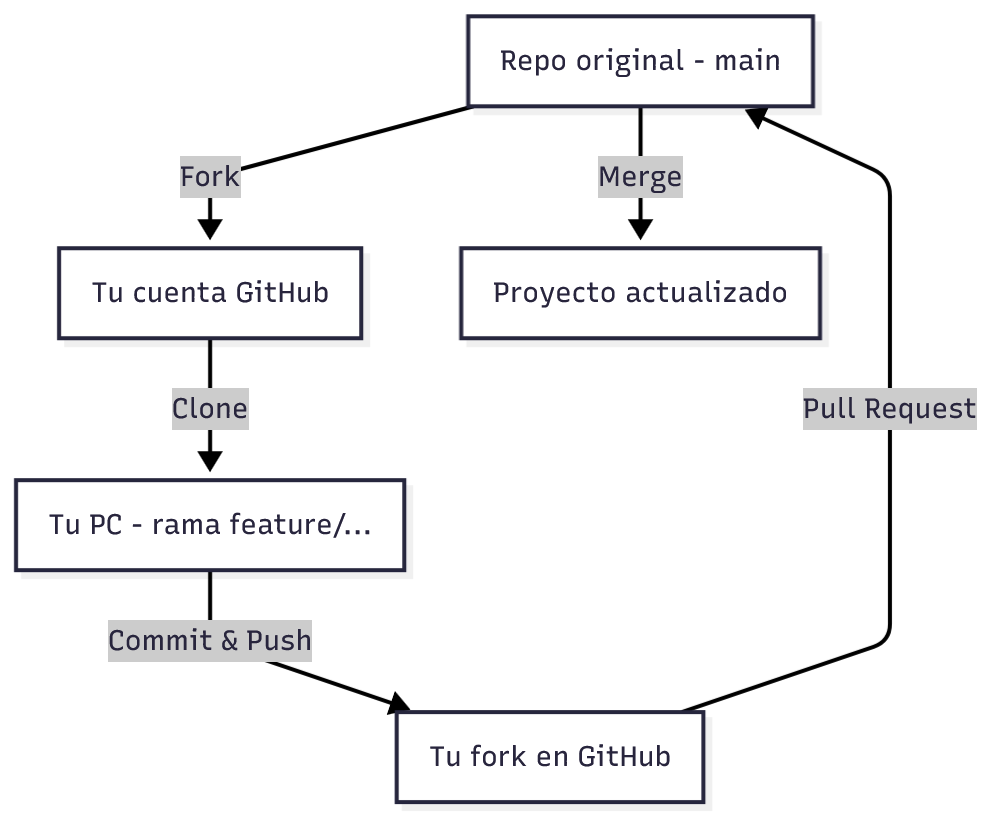 Repo original - main
Fork
Merge
Tu cuenta GitHub
Proyecto actualizado
Clone
Pull Request
Tu PC - rama feature/...
Commit & Push
Tu fork en GitHub